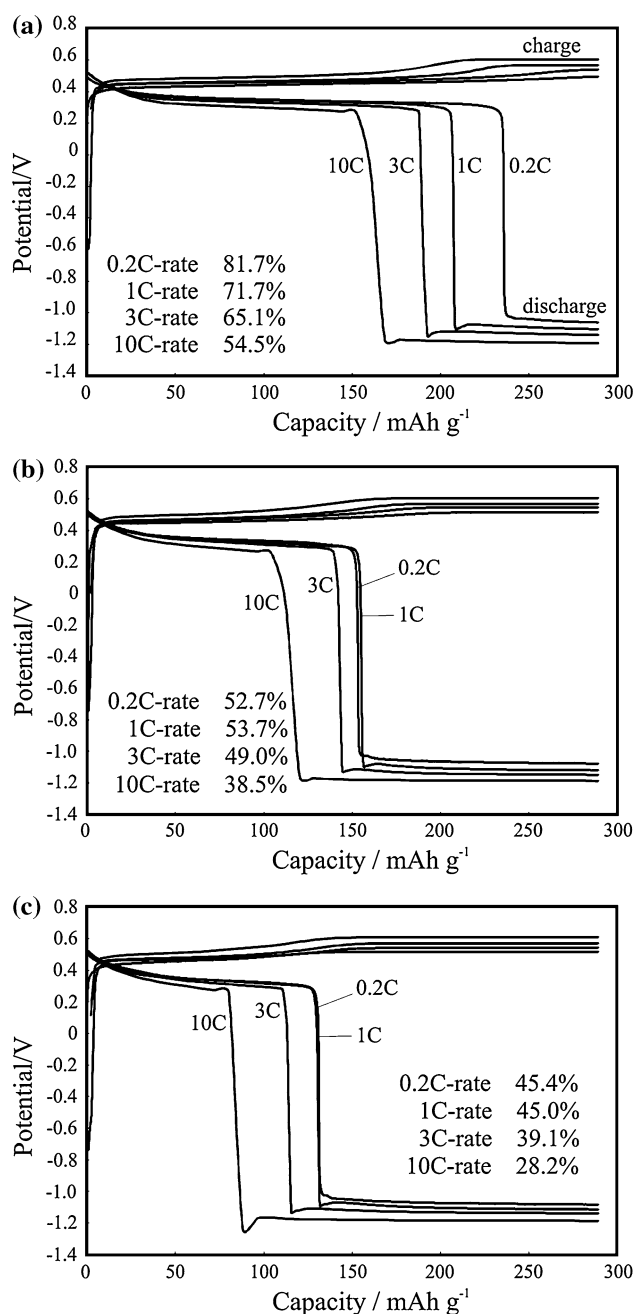 (a)
0.8
0.6
0.4
0.2
0
-0.2
-0.4
-0.6
-0.8
-1.0
-1.2
-1.4
Potential/V
charge
10C
3C
1C
0.2C
0.2C-rate 81.7%
1C-rate 71.7%
3C-rate 65.1%
10C-rate 54.5%
discharge
0 50 100 150 200 250 300
Capacity / mAh g-1
(b)
0.8
0.6
0.4
0.2
0
-0.2
-0.4
-0.6
-0.8
-1.0
-1.2
-1.4
Potential/V
10C
3C
0.2C
1C
0.2C-rate 52.7%
1C-rate 53.7%
3C-rate 49.0%
10C-rate 38.5%
0 50 100 150 200 250 300
Capacity / mAh g-1
(c)
0.8
0.6
0.4
0.2
0
-0.2
-0.4
-0.6
-0.8
-1.0
-1.2
-1.4
Potential/V
10C
3C
0.2C
1C
0.2C-rate 45.4%
1C-rate 45.0%
3C-rate 39.1%
10C-rate 28.2%
0 50 100 150 200 250 300
Capacity / mAh g-1